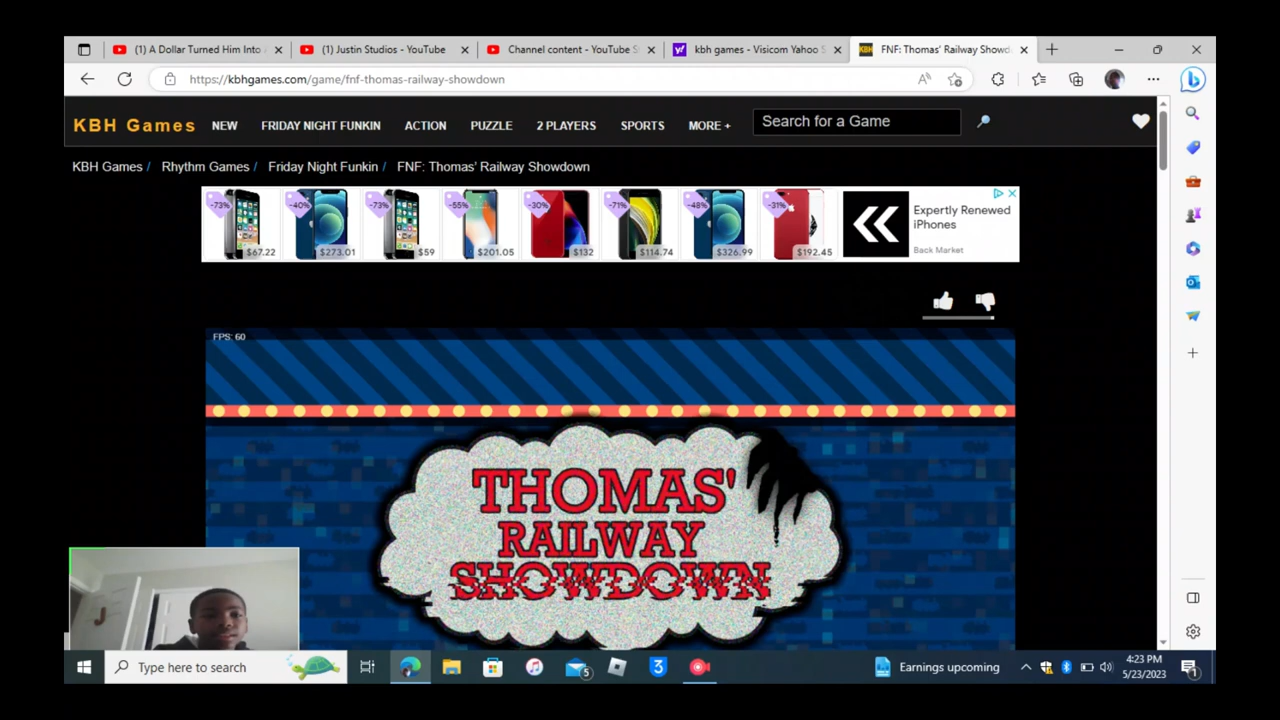 (1) A Dollar Turned Him Into
(1) Justin Studios - YouTube
Channel content - YouTube S
kbh games - Visicom Yahoo S
FNF: Thomas' Railway Showd
https://kbhgames.com/game/fnf-thomas-railway-showdown
KBH Games
NEW
FRIDAY NIGHT FUNKIN
ACTION
PUZZLE
2 PLAYERS
SPORTS
MORE +
Search for a Game
KBH Games / Rhythm Games / Friday Night Funkin / FNF: Thomas' Railway Showdown
-73%
-40%
-73%
-55%
-30%
-71%
-48%
-31%
$67.22
$273.01
$59
$201.05
$132
$114.74
$326.99
$192.45
Expertly Renewed
iPhones
Back Market
FPS: 60
THOMAS'
RAILWAY
SHOWDOWN
Type here to search
5
3
Earnings upcoming
4:23 PM
5/23/2023
1